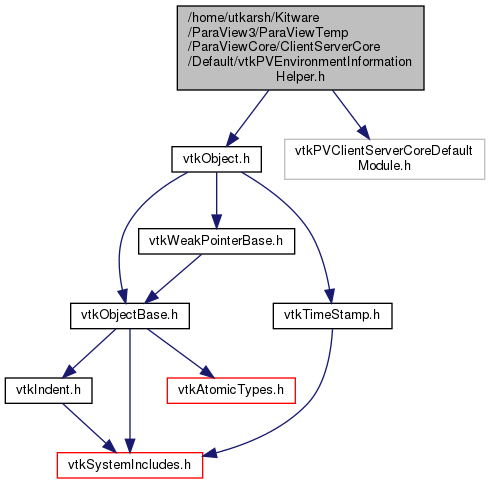 /home/utkarsh/Kitware
/ParaView3/ParaViewTemp
/ParaViewCore/ClientServerCore
/Default/vtkPVEnvironmentInformation
Helper.h
vtkObject.h
vtkPVClientServerCoreDefault
Module.h
vtkWeakPointerBase.h
vtkObjectBase.h
vtkTimeStamp.h
vtkIndent.h
vtkAtomicTypes.h
vtkSystemIncludes.h